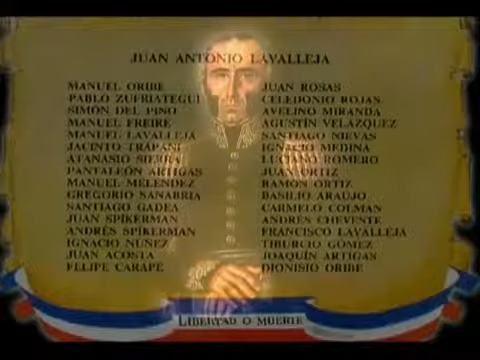 JUAN ANTONIO LAVALLEJA
MANUEL ORIBE
PABLO ZUFRIATEGUI
SIMÓN DEL PINO
MANUEL FREIRE
MANUEL LAVALLEJA
JACINTO TRÁPANI
ATANASIO SIERRA
PANTALEÓN ARTIGAS
MANUEL MELÉNDEZ
GREGORIO SANABRIA
SANTIAGO GADEA
JUAN SPIKERMAN
ANDRÉS SPIKERMAN
IGNACIO NUÑEZ
JUAN ACOSTA
FELIPE CARAPÉ
JUAN ROSAS
CELEDONIO ROJAS
AVELINO MIRANDA
AGUSTÍN VELÁZQUEZ
SANTIAGO NIEVAS
IGNACIO MEDINA
LUCIANO ROMERO
JUAN ORTIZ
RAMÓN ORTIZ
BASILIO ARAÚJO
CARMELO COLMAN
ANDRÉS CHEVESTE
FRANCISCO LAVALLEJA
TIBURCIO GÓMEZ
JOAQUÍN ARTIGAS
DIONISIO ORIBE
LIBERTAD O MUERTE